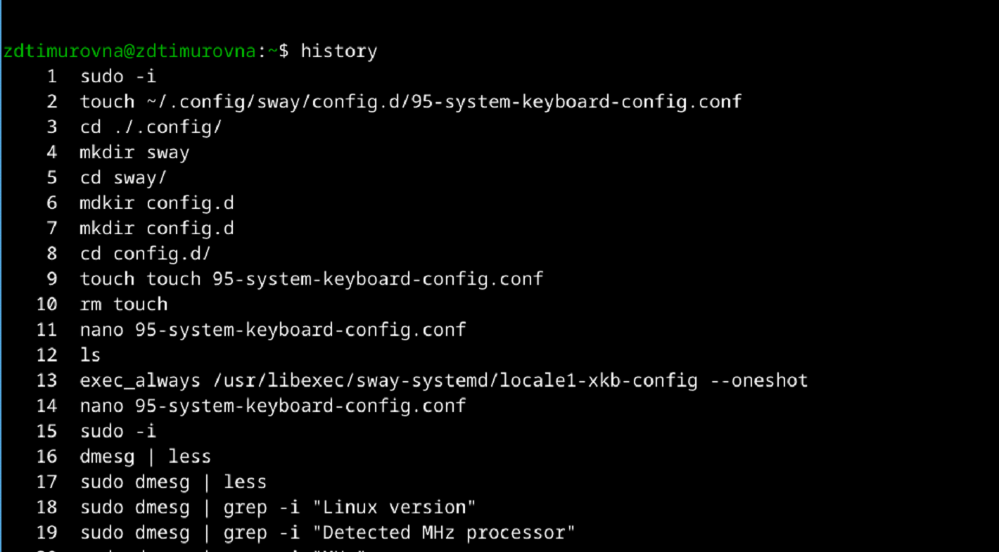 zdtimurovna@zdtimurovna:~$ history
1 sudo -i
2 touch ~/.config/sway/config.d/95-system-keyboard-config.conf
3 cd ./.config/
4 mkdir sway
5 cd sway/
6 mdkir config.d
7 mkdir config.d
8 cd config.d/
9 touch touch 95-system-keyboard-config.conf
10 rm touch
11 nano 95-system-keyboard-config.conf
12 ls
13 exec_always /usr/libexec/sway-systemd/locale1-xkb-config --oneshot
14 nano 95-system-keyboard-config.conf
15 sudo -i
16 dmesg | less
17 sudo dmesg | less
18 sudo dmesg | grep -i "Linux version"
19 sudo dmesg | grep -i "Detected MHz processor"